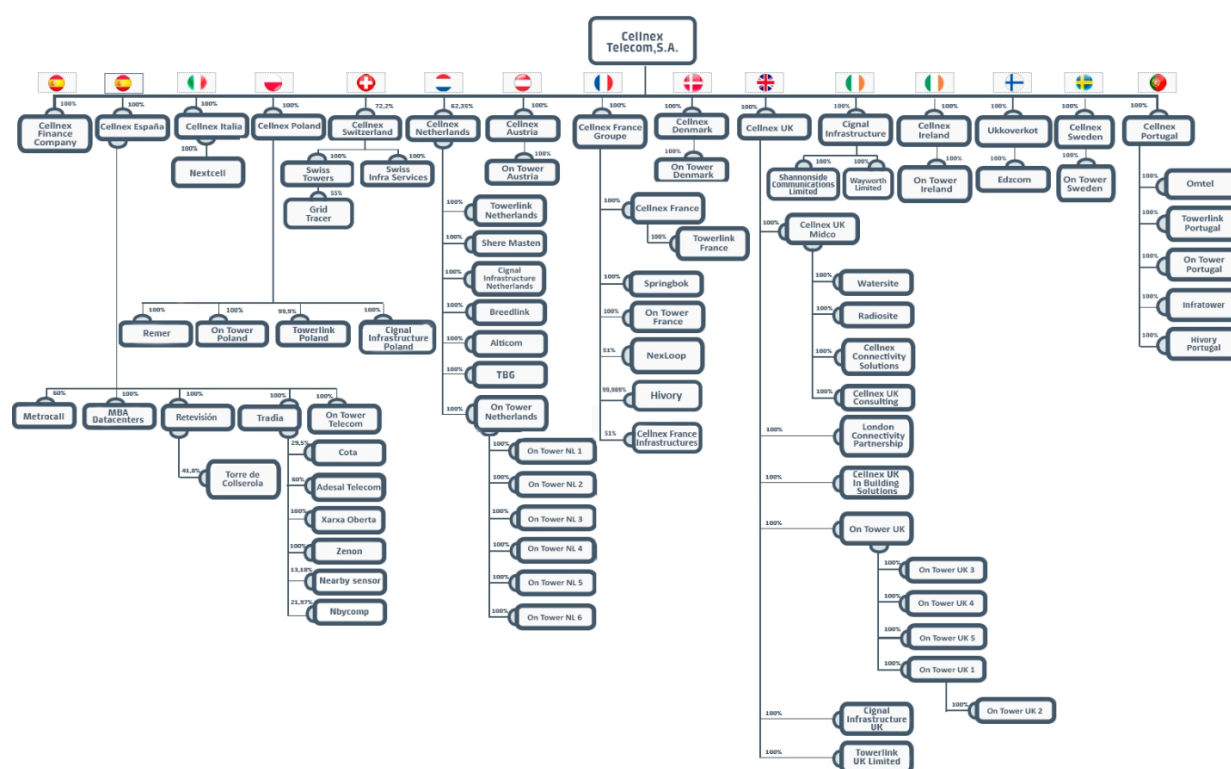 Cellnex
Telecom,S.A.
100%
100%
100%
100%
72,2%
62,35%
100%
100%
100%
100%
100%
100%
100%
100%
100%
Cellnex
Finance
Company
Cellnex España
Cellnex Italia
Cellnex Poland
Cellnex
Switzerland
Cellnex
Netherlands
Cellnex
Austria
Cellnex France
Groupe
Cellnex
Denmark
Cellnex UK
Cignal
Infrastructure
Cellnex
Ireland
Ukkoverkot
Cellnex
Sweden
Cellnex
Portugal
100%
Nextcell
100%
Swiss
Towers
100%
Swiss
Infra Services
55%
Grid
Tracer
100%
On Tower
Austria
100%
On Tower
Denmark
100%
Shannonside
Communications
Limited
100%
Wayworth
Limited
100%
On Tower
Ireland
100%
Edzcom
100%
On Tower
Sweden
100%
Remer
100%
On Tower
Poland
99,9%
Towerlink
Poland
100%
Cignal
Infrastructure
Poland
60%
Metrocall
100%
MBA
Datacenters
100%
Retevisión
100%
Tradia
100%
On Tower
Telecom
41,8%
Torre de
Collserola
29,5%
Cota
60%
Adesal Telecom
100%
Xarxa Oberta
100%
Zenon
13,18%
Nearby sensor
21,97%
Nbycomp
100%
Towerlink
Netherlands
100%
Shere Masten
100%
Cignal
Infrastructure
Netherlands
100%
Breedlink
100%
Alticom
100%
TBG
100%
On Tower
Netherlands
100%
On Tower NL 1
100%
On Tower NL 2
100%
On Tower NL 3
100%
On Tower NL 4
100%
On Tower NL 5
100%
On Tower NL 6
100%
Cellnex France
100%
Towerlink
France
100%
Springbok
100%
On Tower
France
51%
NexLoop
99,989%
Hivory
51%
Cellnex France
Infrastructures
100%
Cellnex UK
Midco
100%
Watersite
100%
Radiosite
100%
Cellnex
Connectivity
Solutions
100%
Cellnex UK
Consulting
100%
London
Connectivity
Partnership
100%
Cellnex UK
In Building
Solutions
100%
On Tower UK
100%
On Tower UK 3
100%
On Tower UK 4
100%
On Tower UK 5
100%
On Tower UK 1
100%
On Tower UK 2
100%
Cignal
Infrastructure
UK
100%
Towerlink
UK Limited
100%
Omtel
100%
Towerlink
Portugal
100%
On Tower
Portugal
100%
Infratower
100%
Hivory
Portugal